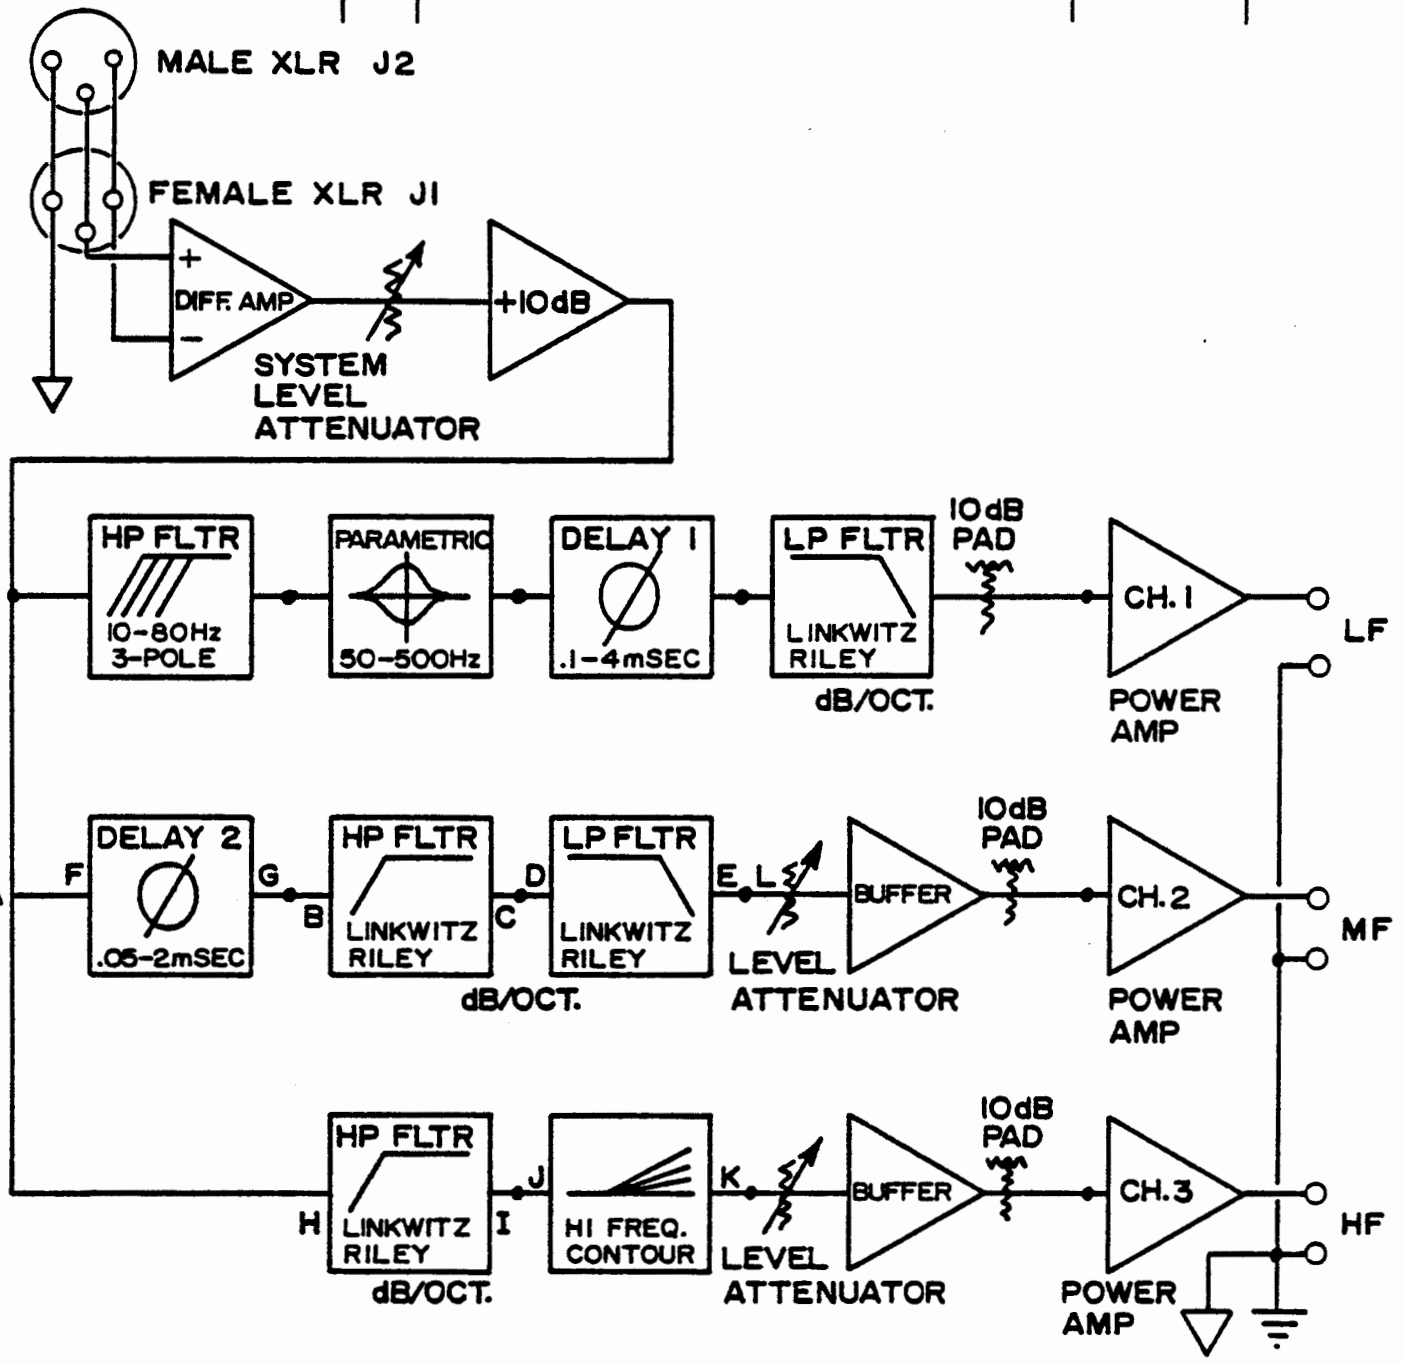 MALE XLR J2
FEMALE XLR J1
+
DIFF. AMP
−
+10dB
SYSTEM
LEVEL
ATTENUATOR
HP FLTR
10-80Hz
3-POLE
PARAMETRIC
50-500Hz
DELAY 1
.1-4mSEC
LP FLTR
LINKWITZ
RILEY
dB/OCT.
10dB
PAD
CH.1
POWER
AMP
LF
F
DELAY 2
.05-2mSEC
G
B
HP FLTR
LINKWITZ
RILEY
dB/OCT.
C
D
LP FLTR
LINKWITZ
RILEY
E
L
LEVEL
ATTENUATOR
BUFFER
10dB
PAD
CH.2
POWER
AMP
MF
H
HP FLTR
LINKWITZ
RILEY
dB/OCT.
I
J
HI FREQ.
CONTOUR
K
LEVEL
ATTENUATOR
BUFFER
10dB
PAD
CH.3
POWER
AMP
HF